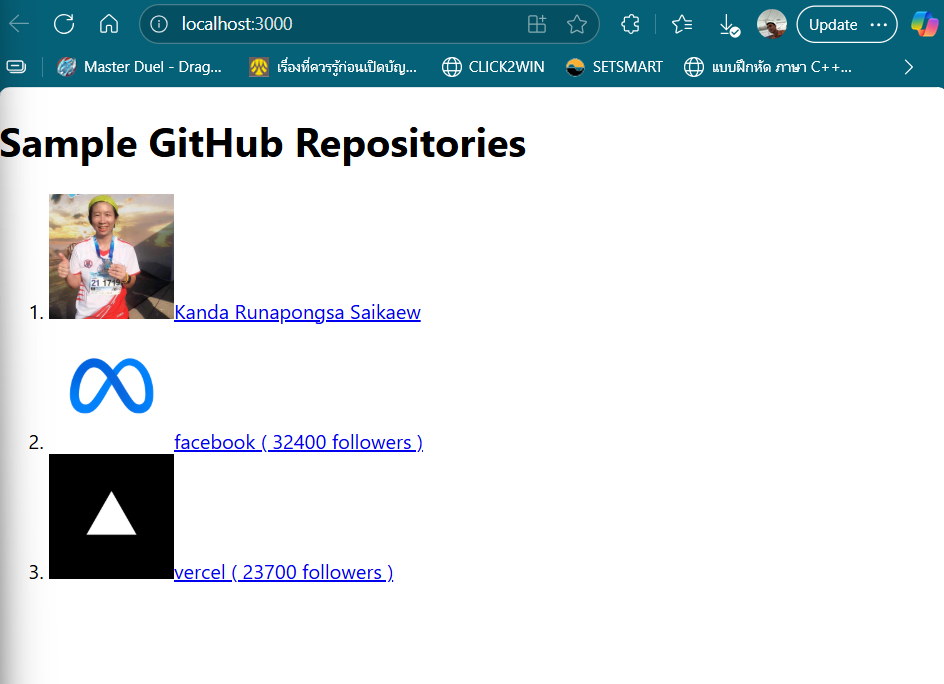 localhost:3000
Update
Master Duel - Drag...
เรื่องที่ควรรู้ก่อนเปิดบัญ...
CLICK2WIN
SETSMART
แบบฝึกหัด ภาษา C++...
Sample GitHub Repositories
1. Kanda Runapongsa Saikaew
2. facebook ( 32400 followers )
3. vercel ( 23700 followers )